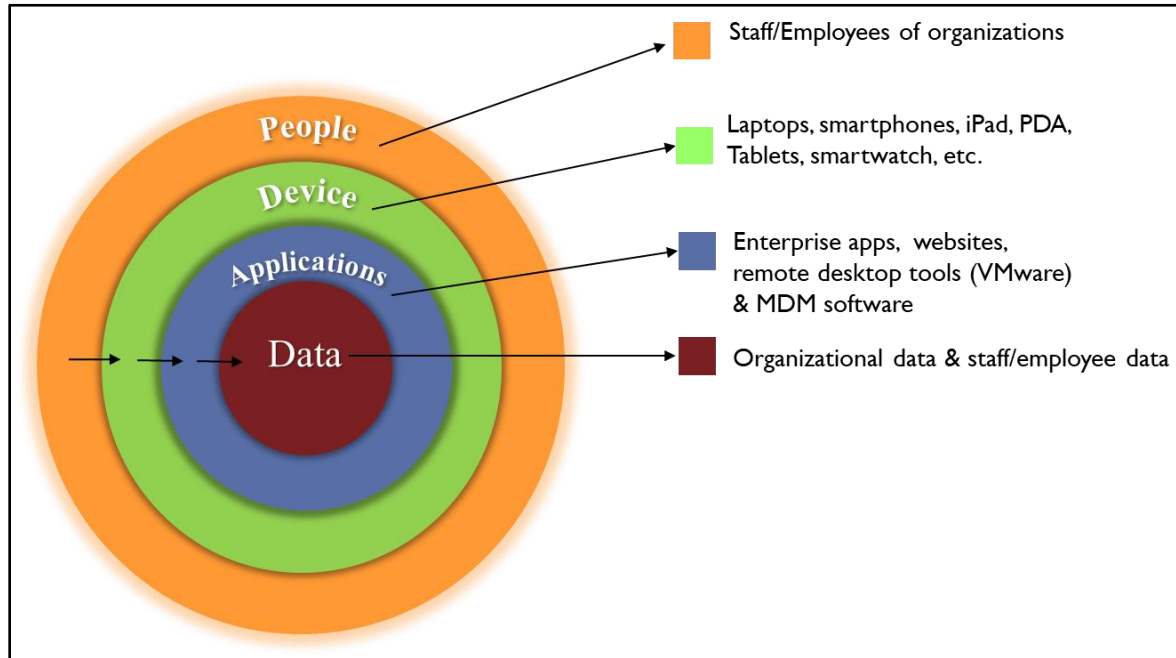 People
Device
Applications
Data
Staff/Employees of organizations
Laptops, smartphones, iPad, PDA,
Tablets, smartwatch, etc.
Enterprise apps, websites,
remote desktop tools (VMware)
& MDM software
Organizational data & staff/employee data